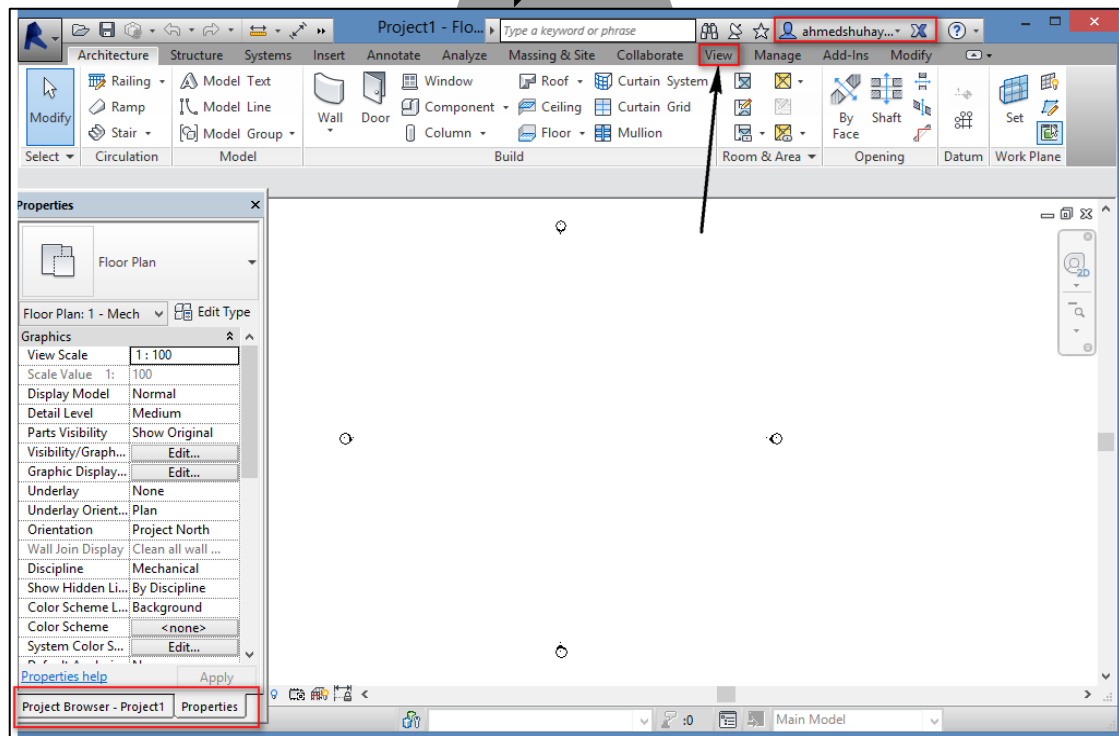 Project1 - Flo... Type a keyword or phrase ahmedshuhay...
Architecture Structure Systems Insert Annotate Analyze Massing & Site Collaborate View Manage Add-Ins Modify
Modify
Railing
Ramp
Stair
Model Text
Model Line
Model Group
Wall
Door
Window
Component
Column
Roof
Ceiling
Floor
Curtain System
Curtain Grid
Mullion
By Face
Shaft
Set
Select Circulation Model Build Room & Area Opening Datum Work Plane
Properties
Floor Plan
Floor Plan: 1 - Mech Edit Type
Graphics
View Scale 1 : 100
Scale Value 1: 100
Display Model Normal
Detail Level Medium
Parts Visibility Show Original
Visibility/Graph... Edit...
Graphic Display... Edit...
Underlay None
Underlay Orient... Plan
Orientation Project North
Wall Join Display Clean all wall ...
Discipline Mechanical
Show Hidden Li... By Discipline
Color Scheme L... Background
Color Scheme <none>
System Color S... Edit...
Properties help Apply
Project Browser - Project1 Properties
:0 Main Model
2D